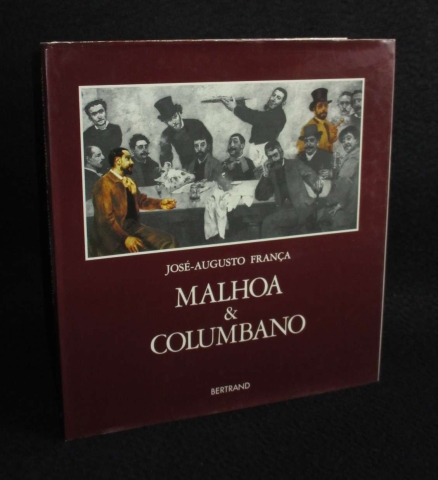 JOSÉ-AUGUSTO FRANÇA
MALHOA
&
COLUMBANO
BERTRAND